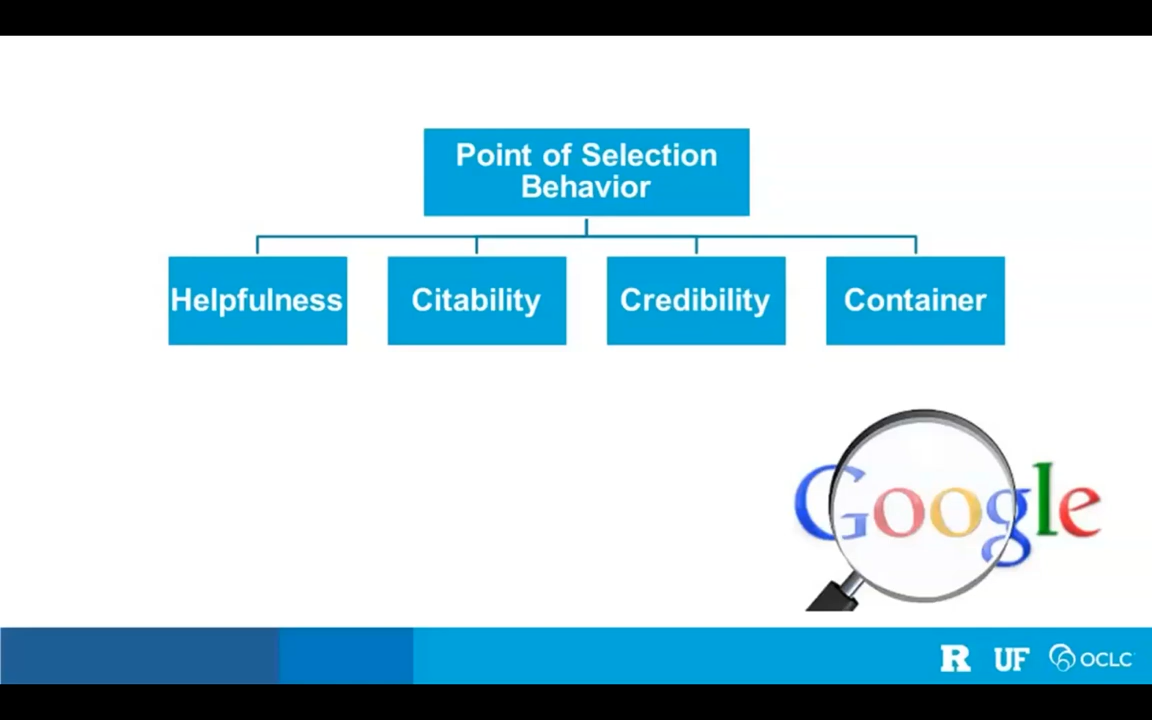 Point of Selection
Behavior
Helpfulness
Citability
Credibility
Container
Google
R
UF
OCLC